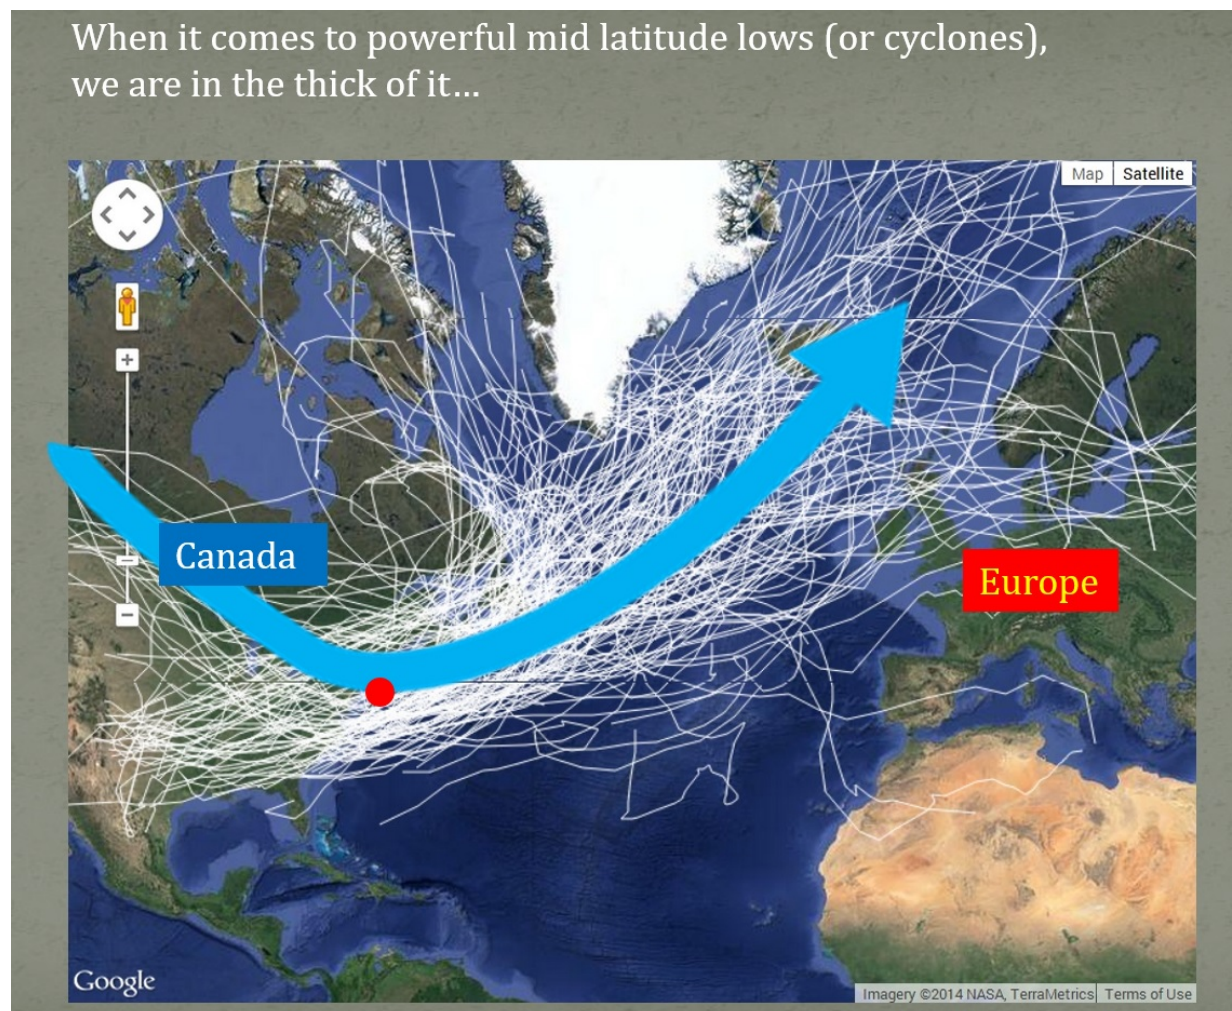 When it comes to powerful mid latitude lows (or cyclones),
we are in the thick of it…
Map Satellite
Canada
Europe
Google
Imagery ©2014 NASA, TerraMetrics Terms of Use